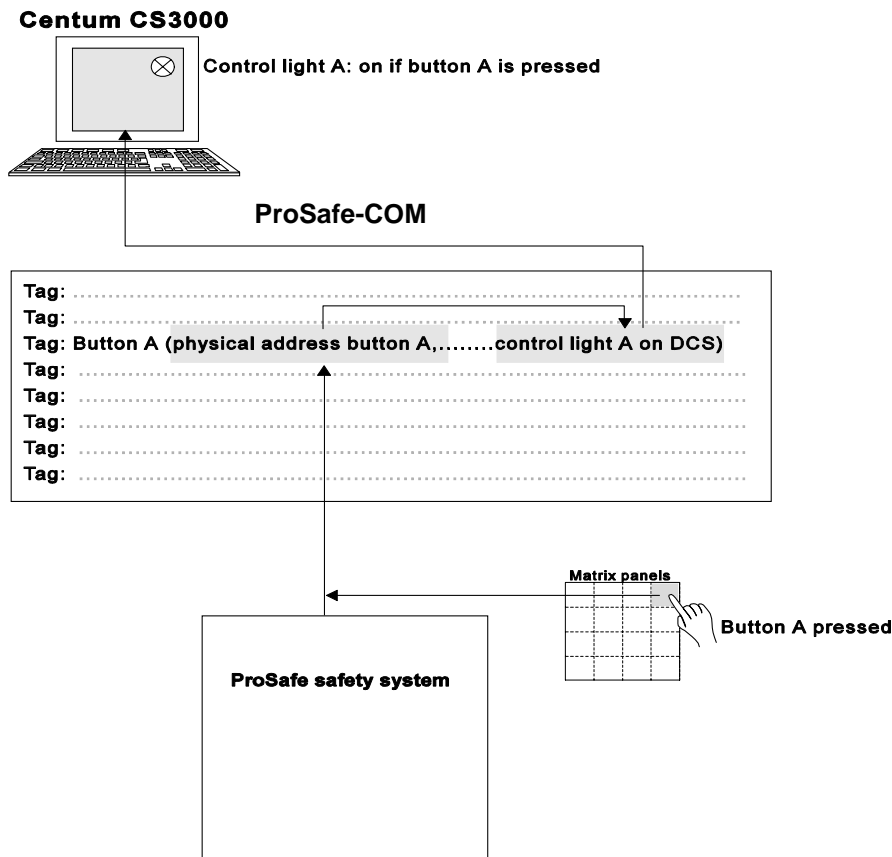 Centum CS3000
Control light A: on if button A is pressed
ProSafe-COM
Tag: ................................................................
Tag: ................................................................
Tag: Button A (physical address button A,........control light A on DCS)
Tag: ................................................................
Tag: ................................................................
Tag: ................................................................
Tag: ................................................................
Tag: ................................................................
Matrix panels
Button A pressed
ProSafe safety system